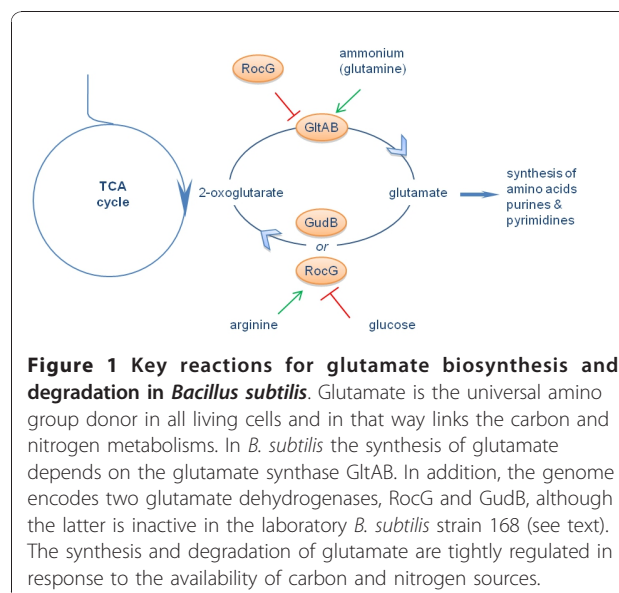 ammonium
(glutamine)
RocG
GltAB
TCA
cycle
2-oxoglutarate
glutamate
synthesis of
amino acids
purines &
pyrimidines
GudB
or
RocG
arginine
glucose
Figure 1 Key reactions for glutamate biosynthesis and
degradation in Bacillus subtilis. Glutamate is the universal amino
group donor in all living cells and in that way links the carbon and
nitrogen metabolisms. In B. subtilis the synthesis of glutamate
depends on the glutamate synthase GltAB. In addition, the genome
encodes two glutamate dehydrogenases, RocG and GudB, although
the latter is inactive in the laboratory B. subtilis strain 168 (see text).
The synthesis and degradation of glutamate are tightly regulated in
response to the availability of carbon and nitrogen sources.